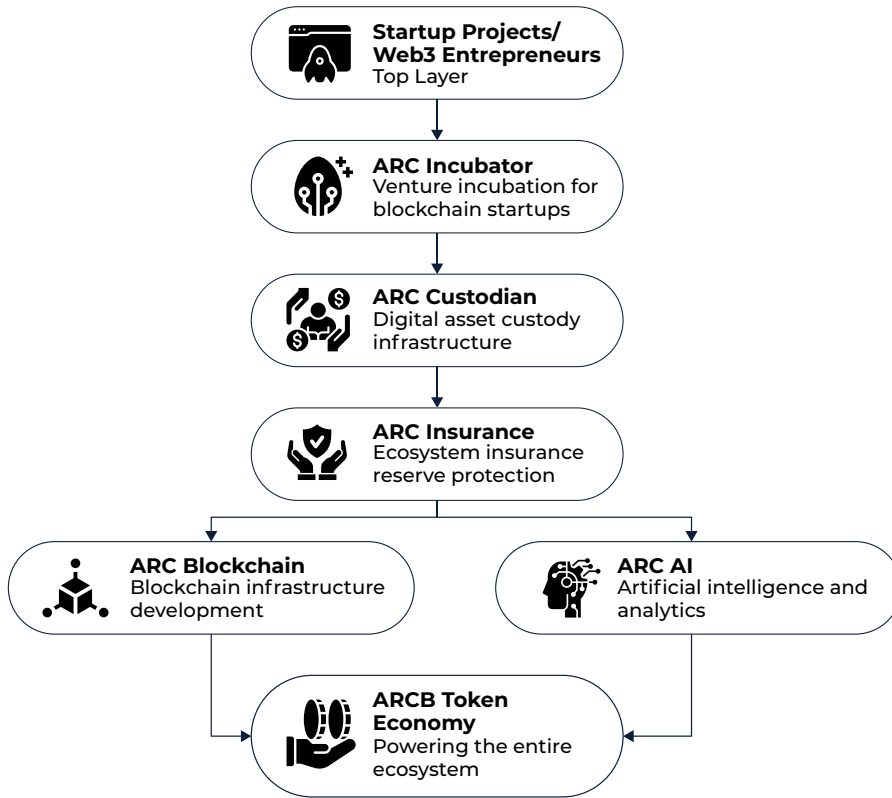 Startup Projects/
Web3 Entrepreneurs
Top Layer
ARC Incubator
Venture incubation for
blockchain startups
ARC Custodian
Digital asset custody
infrastructure
ARC Insurance
Ecosystem insurance
reserve protection
ARC Blockchain
Blockchain infrastructure
development
ARC AI
Artificial intelligence and
analytics
ARCB Token
Economy
Powering the entire
ecosystem